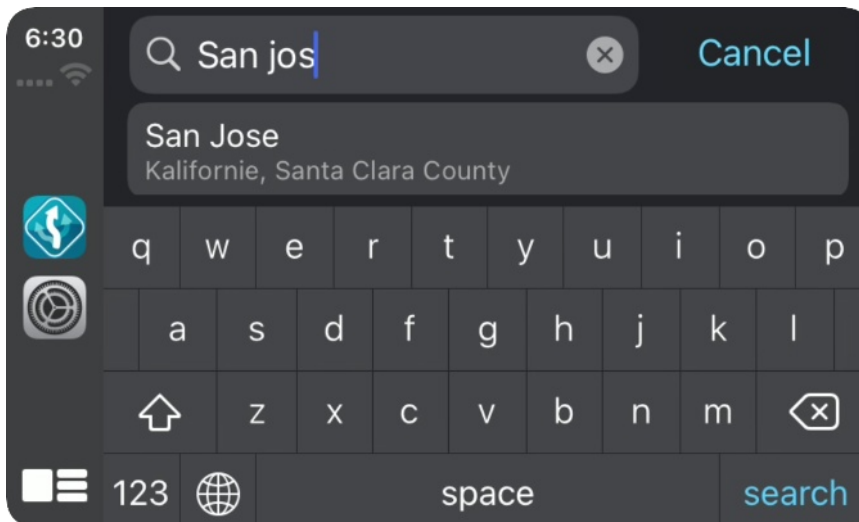 6:30
San jos
Cancel
San Jose
Kalifornie, Santa Clara County
q w e r t y u i o p
a s d f g h j k l
z x c v b n m
123 space search